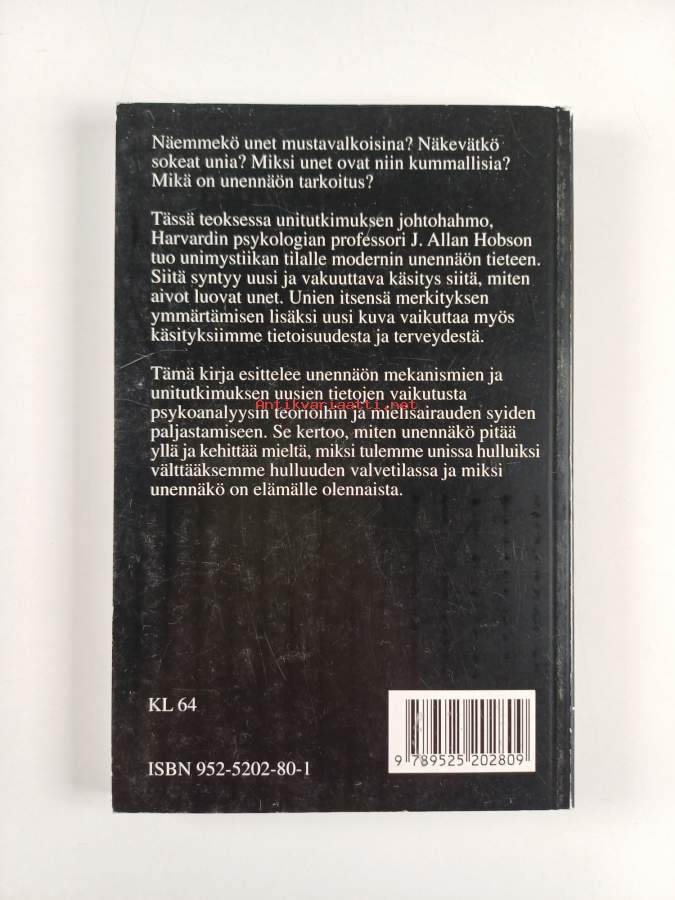 Näemmekö unet mustavalkoisina? Näkevätkö
sokeat unia? Miksi unet ovat niin kummallisia?
Mikä on unennäön tarkoitus?
Tässä teoksessa unitutkimuksen johtohahmo,
Harvardin psykologian professori J. Allan Hobson
tuo unimystiikan tilalle modernin unennäön tieteen.
Siitä syntyy uusi ja vakuuttava käsitys siitä, miten
aivot luovat unet. Unien itsensä merkityksen
ymmärtämisen lisäksi uusi kuva vaikuttaa myös
käsityksiimme tietoisuudesta ja terveydestä.
Tämä kirja esittelee unennäön mekanismien ja
unitutkimuksen uusien tietojen vaikutusta
Antikvariaatti.net
psykoanalyysin teorioihin ja mielisairauden syiden
paljastamiseen. Se kertoo, miten unennäkö pitää
yllä ja kehittää mieltä, miksi tulemme unissa hulluiksi
välttääksemme hulluuden valvetilassa ja miksi
unennäkö on elämälle olennaista.
KL 64
ISBN 952-5202-80-1
9 789525 202809